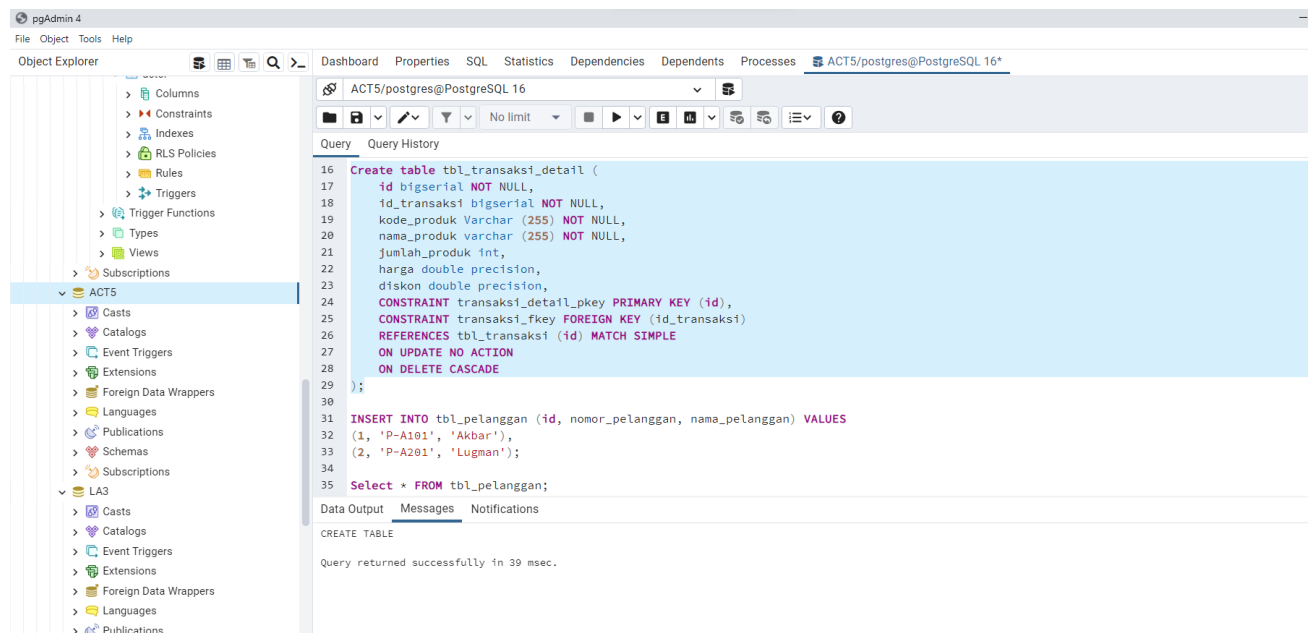 pgAdmin 4
File Object Tools Help
Object Explorer
Columns
Constraints
Indexes
RLS Policies
Rules
Triggers
Trigger Functions
Types
Views
Subscriptions
ACT5
Casts
Catalogs
Event Triggers
Extensions
Foreign Data Wrappers
Languages
Publications
Schemas
Subscriptions
LA3
Casts
Catalogs
Event Triggers
Extensions
Foreign Data Wrappers
Languages
Publications
Dashboard Properties SQL Statistics Dependencies Dependents Processes ACT5/postgres@PostgreSQL 16*
ACT5/postgres@PostgreSQL 16
No limit
Query Query History
16 Create table tbl_transaksi_detail (
17 id bigserial NOT NULL,
18 id_transaksi bigserial NOT NULL,
19 kode_produk Varchar (255) NOT NULL,
20 nama_produk varchar (255) NOT NULL,
21 jumlah_produk int,
22 harga double precision,
23 diskon double precision,
24 CONSTRAINT transaksi_detail_pkey PRIMARY KEY (id),
25 CONSTRAINT transaksi_fkey FOREIGN KEY (id_transaksi)
26 REFERENCES tbl_transaksi (id) MATCH SIMPLE
27 ON UPDATE NO ACTION
28 ON DELETE CASCADE
29 );
30
31 INSERT INTO tbl_pelanggan (id, nomor_pelanggan, nama_pelanggan) VALUES
32 (1, 'P-A101', 'Akbar'),
33 (2, 'P-A201', 'Lugman');
34
35 Select * FROM tbl_pelanggan;
Data Output Messages Notifications
CREATE TABLE
Query returned successfully in 39 msec.